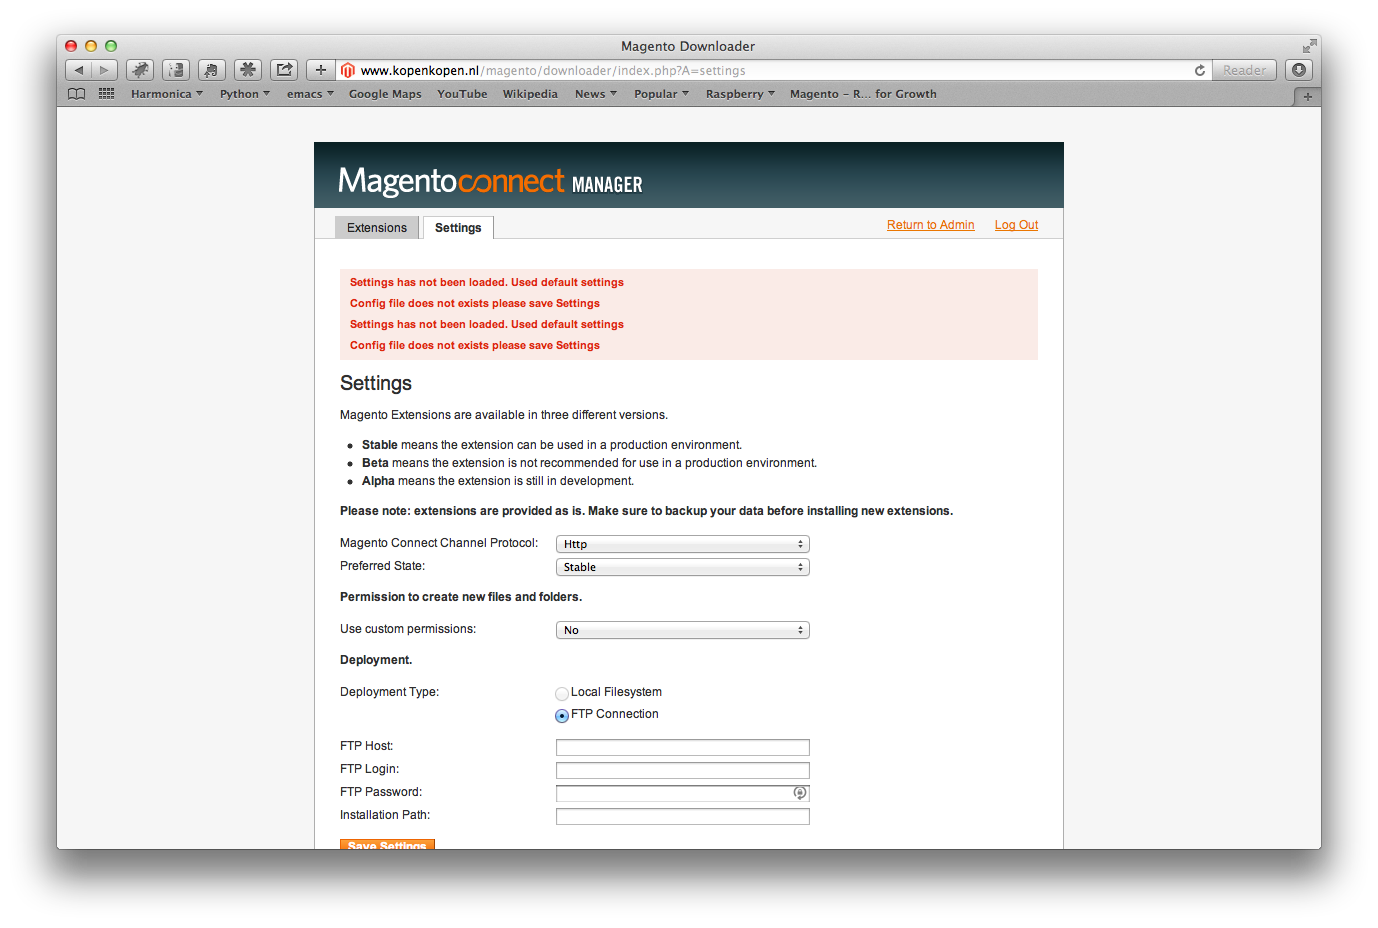 Magento Downloader
www.kopenkopen.nl/magento/downloader/index.php?A=settings
Reader
Harmonica Python emacs Google Maps YouTube Wikipedia News Popular Raspberry Magento – R... for Growth
Magentoconnect MANAGER
Extensions Settings Return to Admin Log Out
Settings has not been loaded. Used default settings
Config file does not exists please save Settings
Settings has not been loaded. Used default settings
Config file does not exists please save Settings
Settings
Magento Extensions are available in three different versions.
Stable means the extension can be used in a production environment.
Beta means the extension is not recommended for use in a production environment.
Alpha means the extension is still in development.
Please note: extensions are provided as is. Make sure to backup your data before installing new extensions.
Magento Connect Channel Protocol: Http
Preferred State: Stable
Permission to create new files and folders.
Use custom permissions: No
Deployment.
Deployment Type: Local Filesystem
FTP Connection
FTP Host:
FTP Login:
FTP Password:
Installation Path:
Save Settings